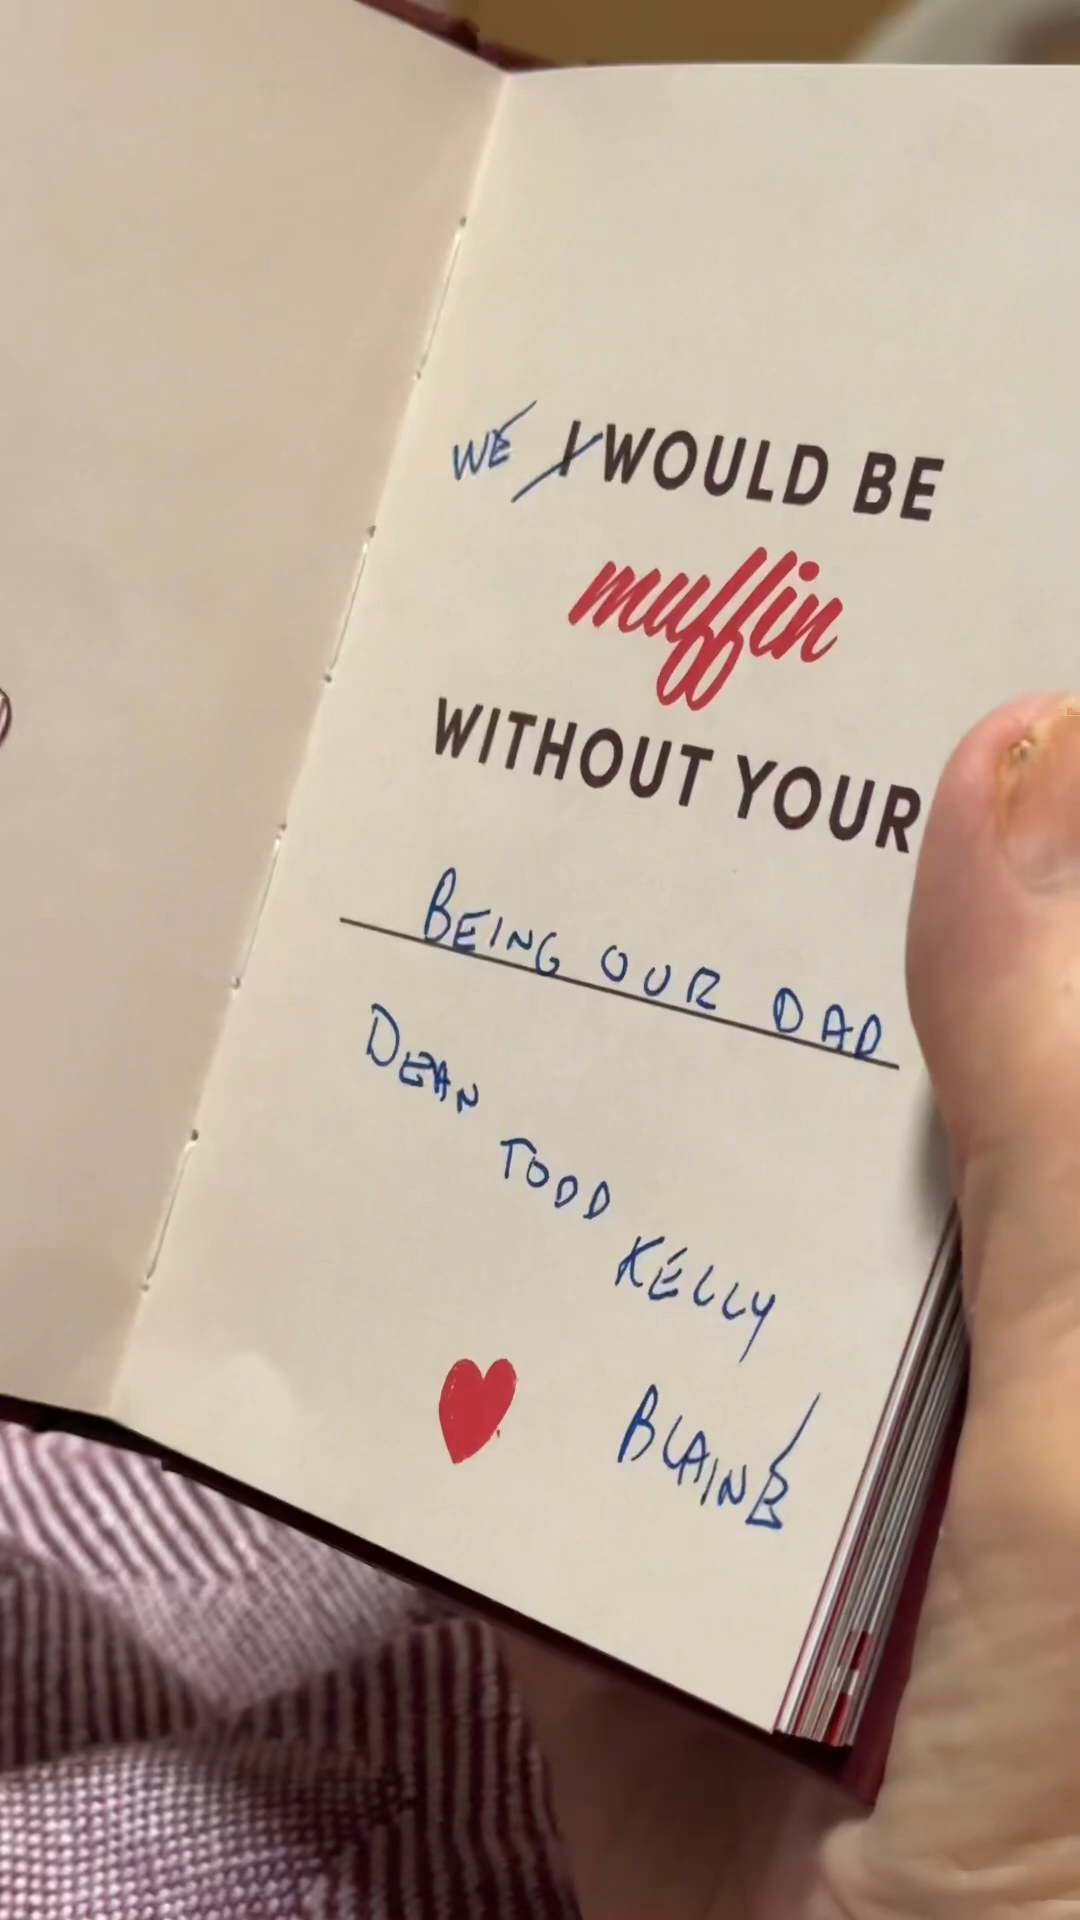 WE I WOULD BE
muffin
WITHOUT YOUR
BEING OUR DAD
DEAN
TODD
KELLY
BLAINE